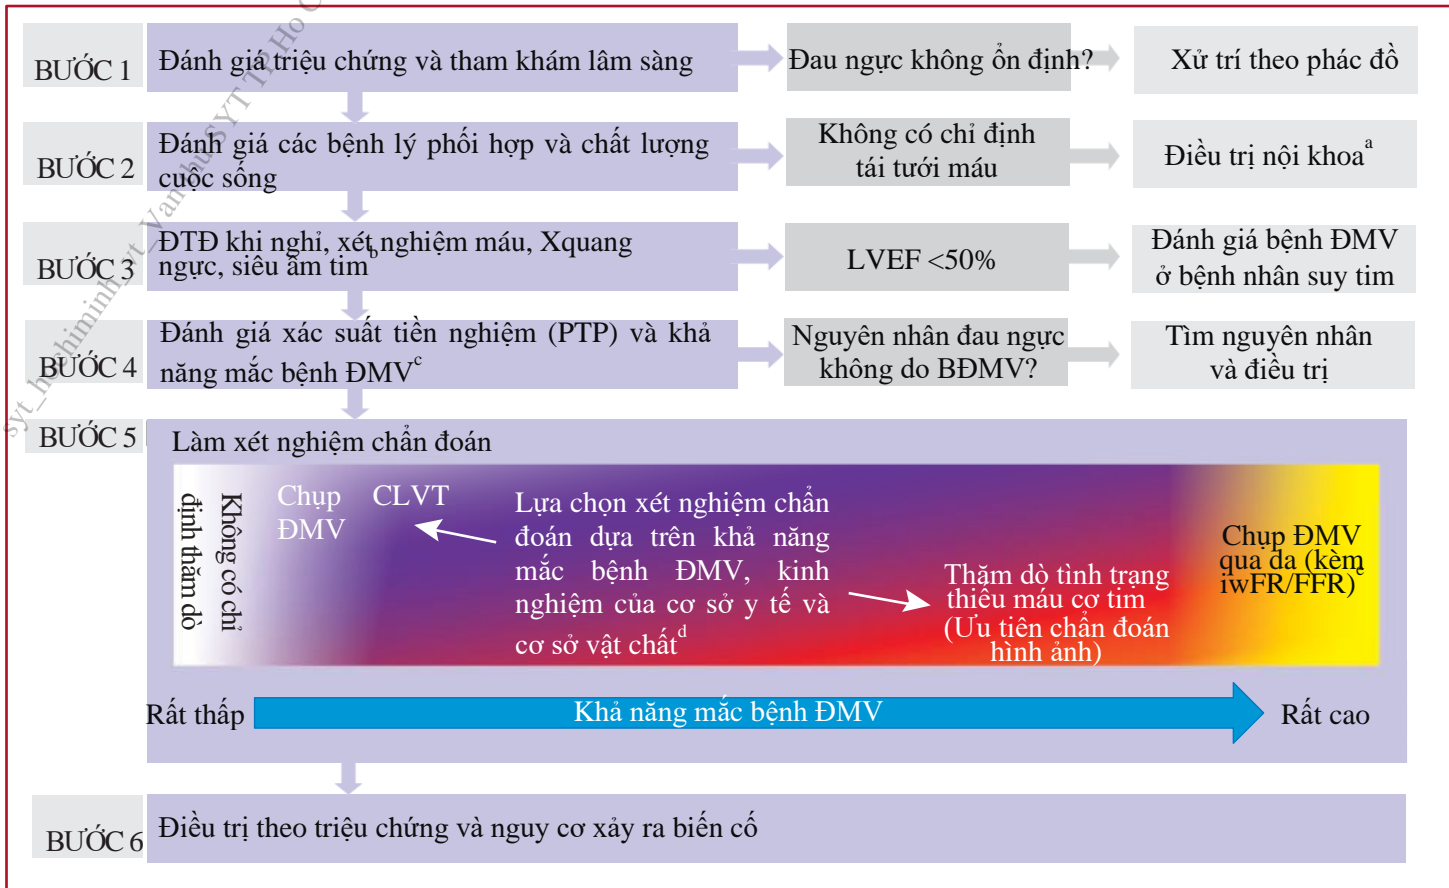 BƯỚC 1
Đánh giá triệu chứng và tham khám lâm sàng
Đau ngực không ổn định?
Xử trí theo phác đồ
BƯỚC 2
Đánh giá các bệnh lý phối hợp và chất lượng
cuộc sống
Không có chỉ định
tái tưới máu
Điều trị nội khoa^a
BƯỚC 3
ĐTĐ khi nghỉ, xét nghiệm máu, Xquang
ngực, siêu âm tim^b
LVEF <50%
Đánh giá bệnh ĐMV
ở bệnh nhân suy tim
BƯỚC 4
Đánh giá xác suất tiền nghiệm (PTP) và khả
năng mắc bệnh ĐMV^c
Nguyên nhân đau ngực
không do BĐMV?
Tìm nguyên nhân
và điều trị
BƯỚC 5
Làm xét nghiệm chẩn đoán
Không có chỉ
định thăm dò
Chụp CLVT
ĐMV
Lựa chọn xét nghiệm chẩn
đoán dựa trên khả năng
mắc bệnh ĐMV, kinh
nghiệm của cơ sở y tế và
cơ sở vật chất^d
Thăm dò tình trạng
thiếu máu cơ tim
(Ưu tiên chẩn đoán
hình ảnh)
Chụp ĐMV
qua da (kèm
iwFR/FFR)^e
Rất thấp
Khả năng mắc bệnh ĐMV
Rất cao
BƯỚC 6
Điều trị theo triệu chứng và nguy cơ xảy ra biến cố